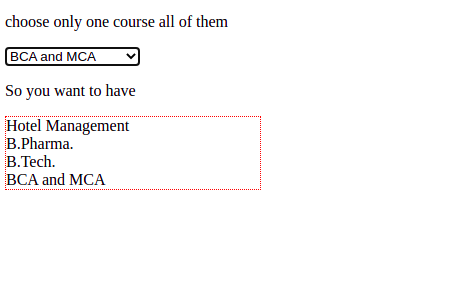 choose only one course all of them
BCA and MCA
So you want to have
Hotel Management
B.Pharma.
B.Tech.
BCA and MCA